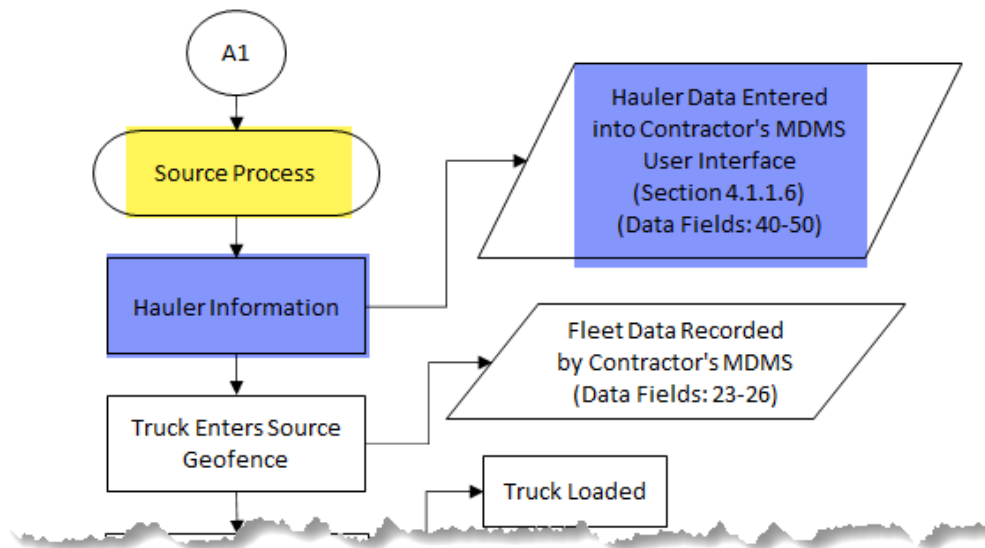 A1
Source Process
Hauler Data Entered
into Contractor's MDMS
User Interface
(Section 4.1.1.6)
(Data Fields: 40-50)
Hauler Information
Fleet Data Recorded
by Contractor's MDMS
(Data Fields: 23-26)
Truck Enters Source
Geofence
Truck Loaded